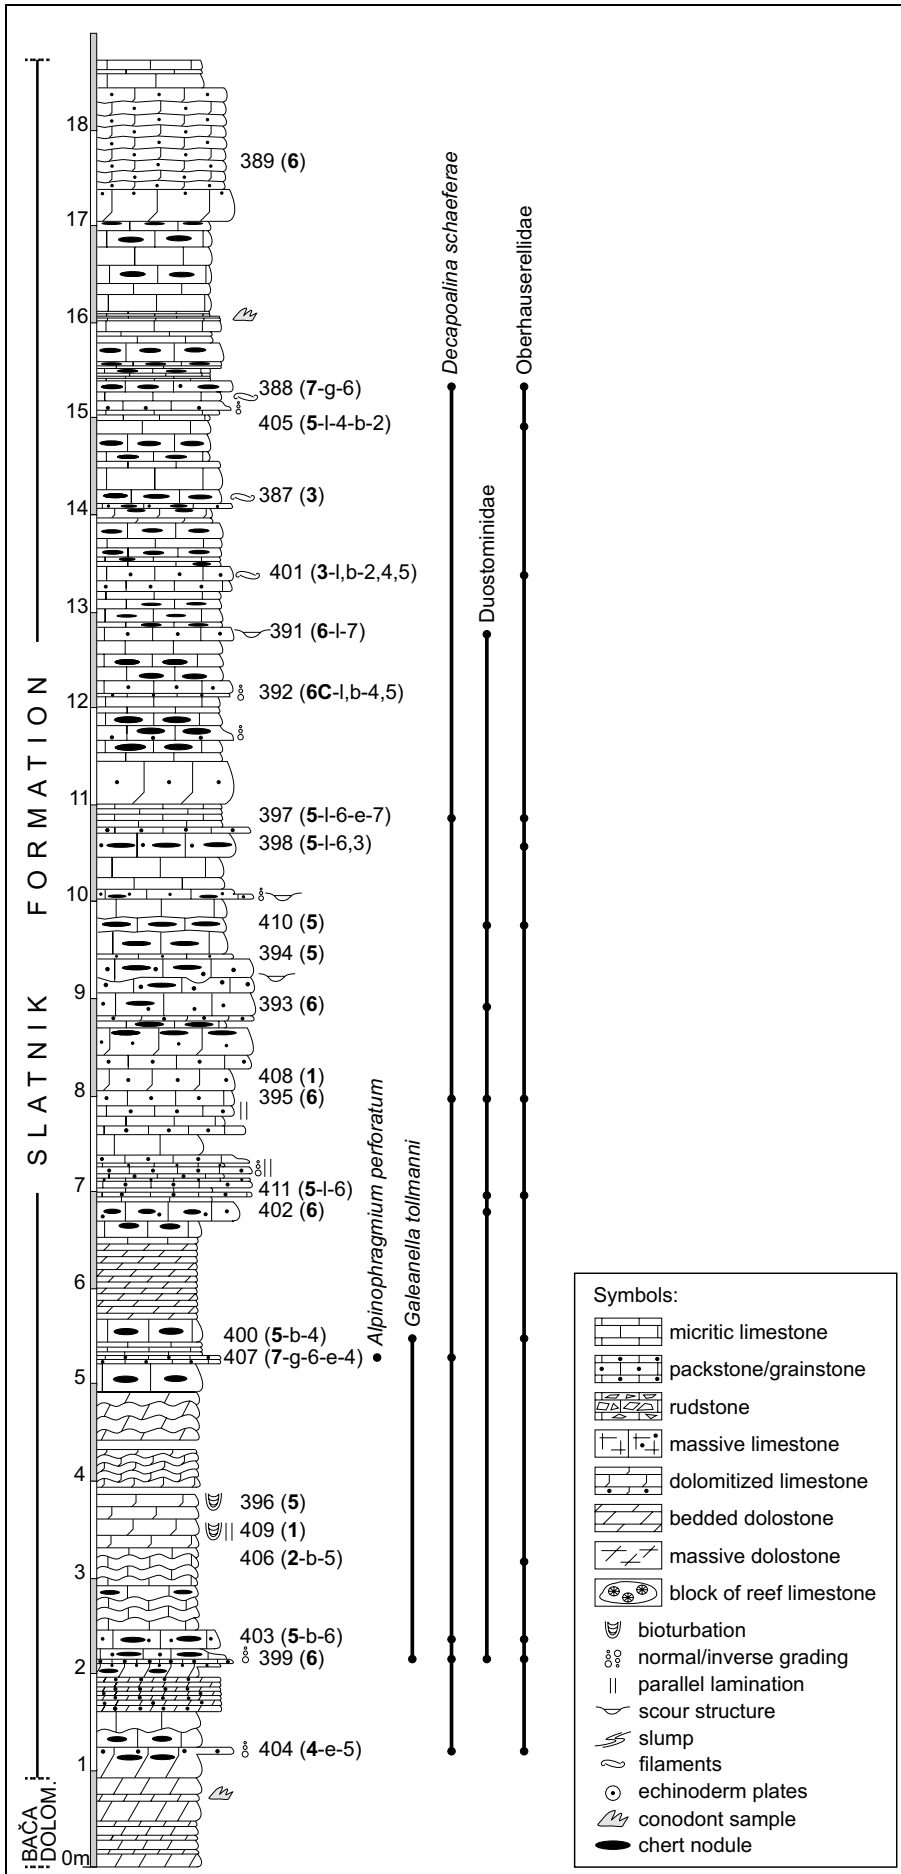 18
389 (6)
17
16
388 (7-g-6)
15
405 (5-l-4-b-2)
387 (3)
14
401 (3-l,b-2,4,5)
13
391 (6-l-7)
392 (6C-l,b-4,5)
12
11
397 (5-l-6-e-7)
398 (5-l-6,3)
10
410 (5)
394 (5)
9
393 (6)
408 (1)
8
395 (6)
7
411 (5-l-6)
402 (6)
6
400 (5-b-4)
407 (7-g-6-e-4)
5
4
396 (5)
409 (1)
406 (2-b-5)
3
403 (5-b-6)
399 (6)
2
404 (4-e-5)
1
0m
SLATNIK FORMATION
BAČA
DOLOM.
Alpinophragmium perforatum
Galeanella tollmanni
Decapoalina schaeferae
Duostominidae
Oberhauserellidae
Symbols:
micritic limestone
packstone/grainstone
rudstone
massive limestone
dolomitized limestone
bedded dolostone
massive dolostone
block of reef limestone
bioturbation
normal/inverse grading
parallel lamination
scour structure
slump
filaments
echinoderm plates
conodont sample
chert nodule